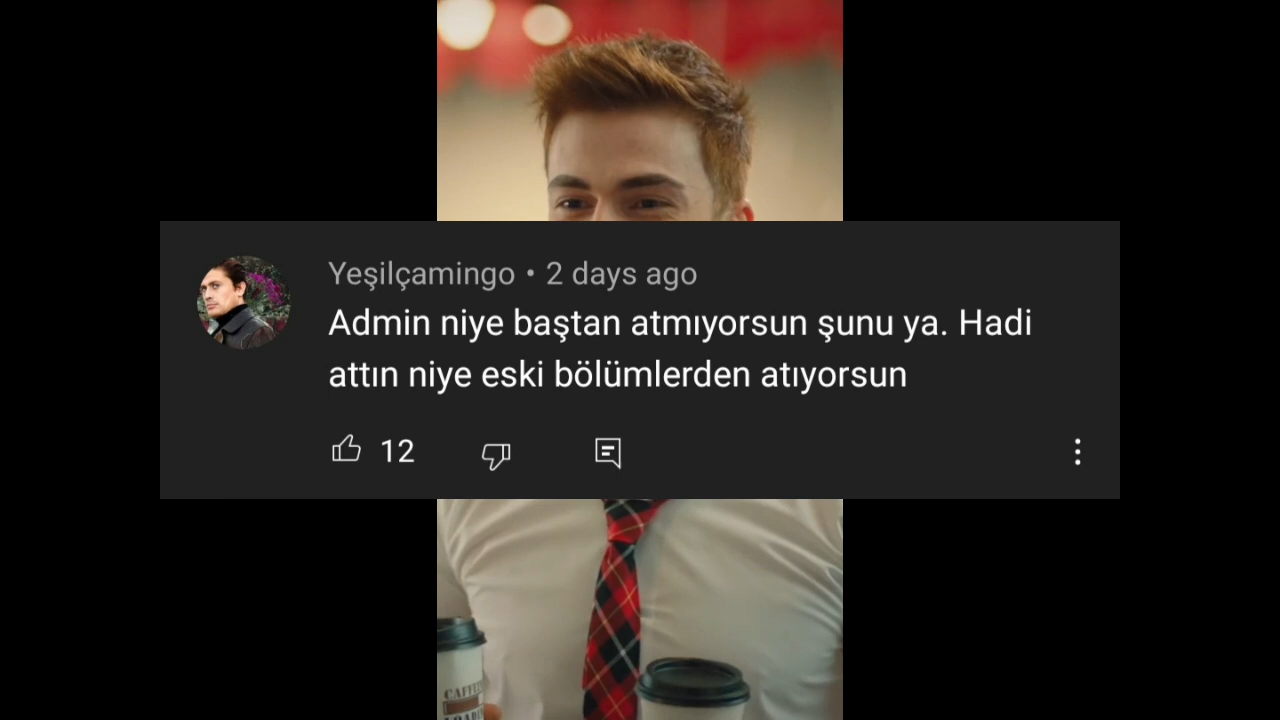 Yeşilçamingo • 2 days ago
Admin niye baştan atmıyorsun şunu ya. Hadi
attın niye eski bölümlerden atıyorsun
12